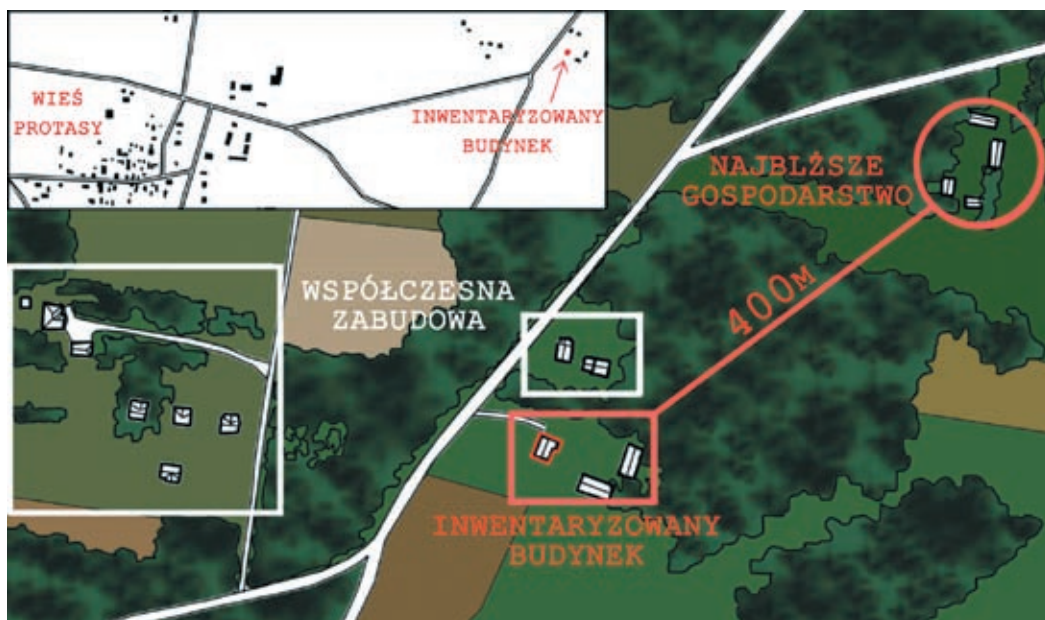 WIEŚ
PROTASY
INWENTARYZOWANY
BUDYNEK
NAJBLŻSZE
GOSPODARSTWO
WSPÓŁCZESNA
ZABUDOWA
400M
INWENTARYZOWANY
BUDYNEK